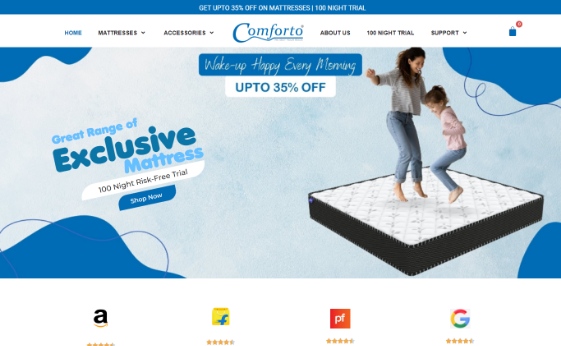 GET UPTO 35% OFF ON MATTRESSES | 100 NIGHT TRIAL
HOME MATTRESSES ACCESSORIES Comforto ABOUT US 100 NIGHT TRIAL SUPPORT
Wake-up Happy Every Morning
UPTO 35% OFF
Great Range of
Exclusive
Mattress
100 Night Risk-Free Trial
Shop Now
a f pf G